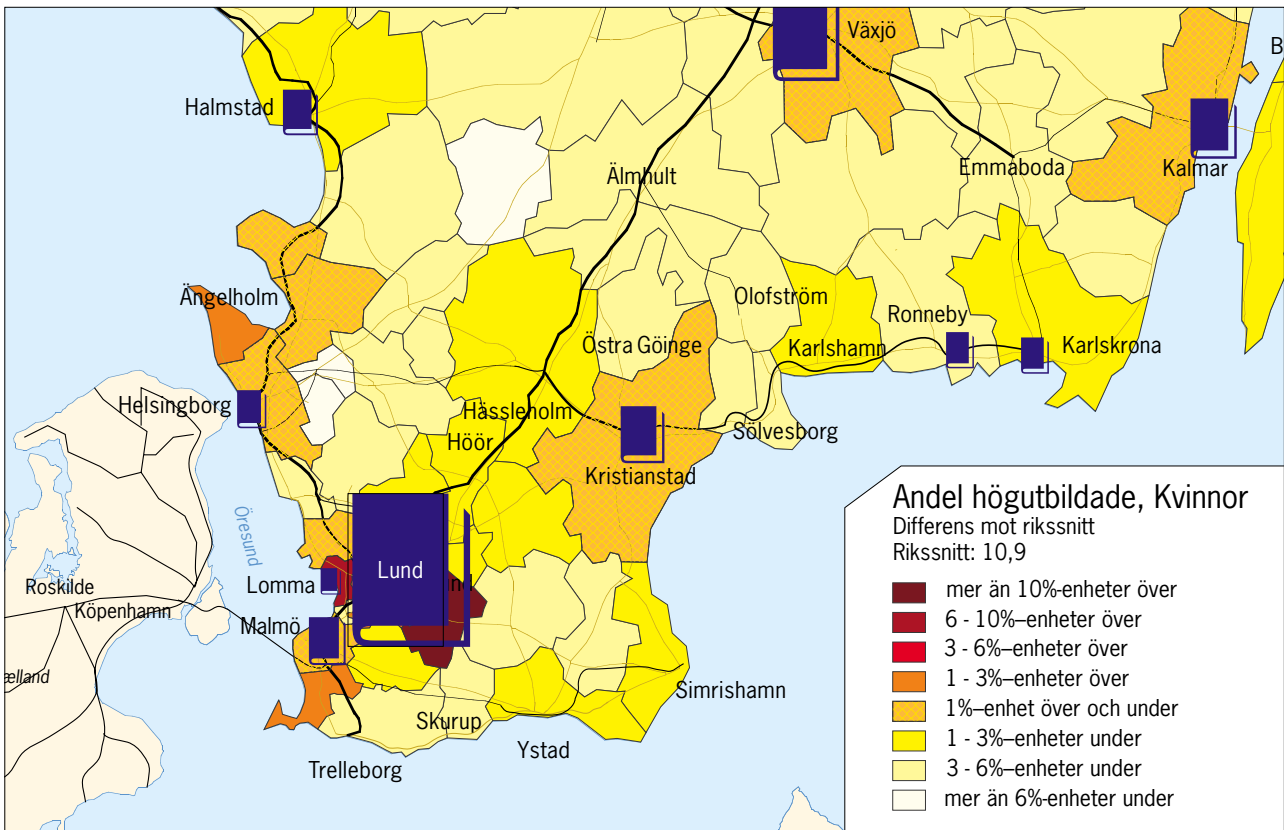 Växjö
B
Halmstad
Emmaboda
Kalmar
Älmhult
Ängelholm
Olofström
Ronneby
Östra Göinge
Karlshamn
Karlskrona
Helsingborg
Hässleholm
Höör
Sölvesborg
Kristianstad
Öresund
Lund
Lomma
Roskilde
Köpenhamn
Malmö
ælland
Simrishamn
Skurup
Ystad
Trelleborg
Andel högutbildade, Kvinnor
Differens mot rikssnitt
Rikssnitt: 10,9
mer än 10%-enheter över
6 - 10%–enheter över
3 - 6%–enheter över
1 - 3%–enheter över
1%–enhet över och under
1 - 3%–enheter under
3 - 6%–enheter under
mer än 6%-enheter under